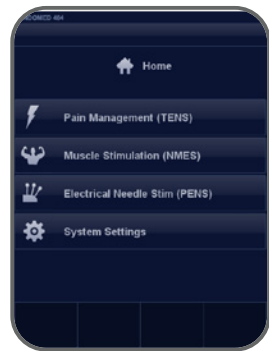 Home
Pain Management (TENS)
Muscle Stimulation (NMES)
Electrical Needle Stim (PENS)
System Settings